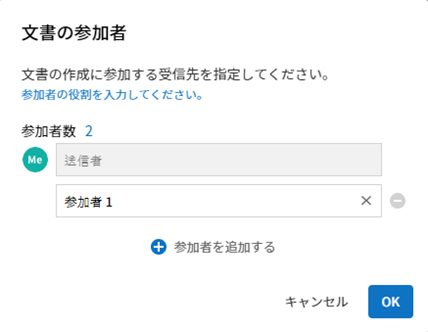 文書の参加者
文書の作成に参加する受信先を指定してください。
参加者の役割を入力してください。
参加者数 2
Me 送信者
参加者 1
参加者を追加する
キャンセル OK